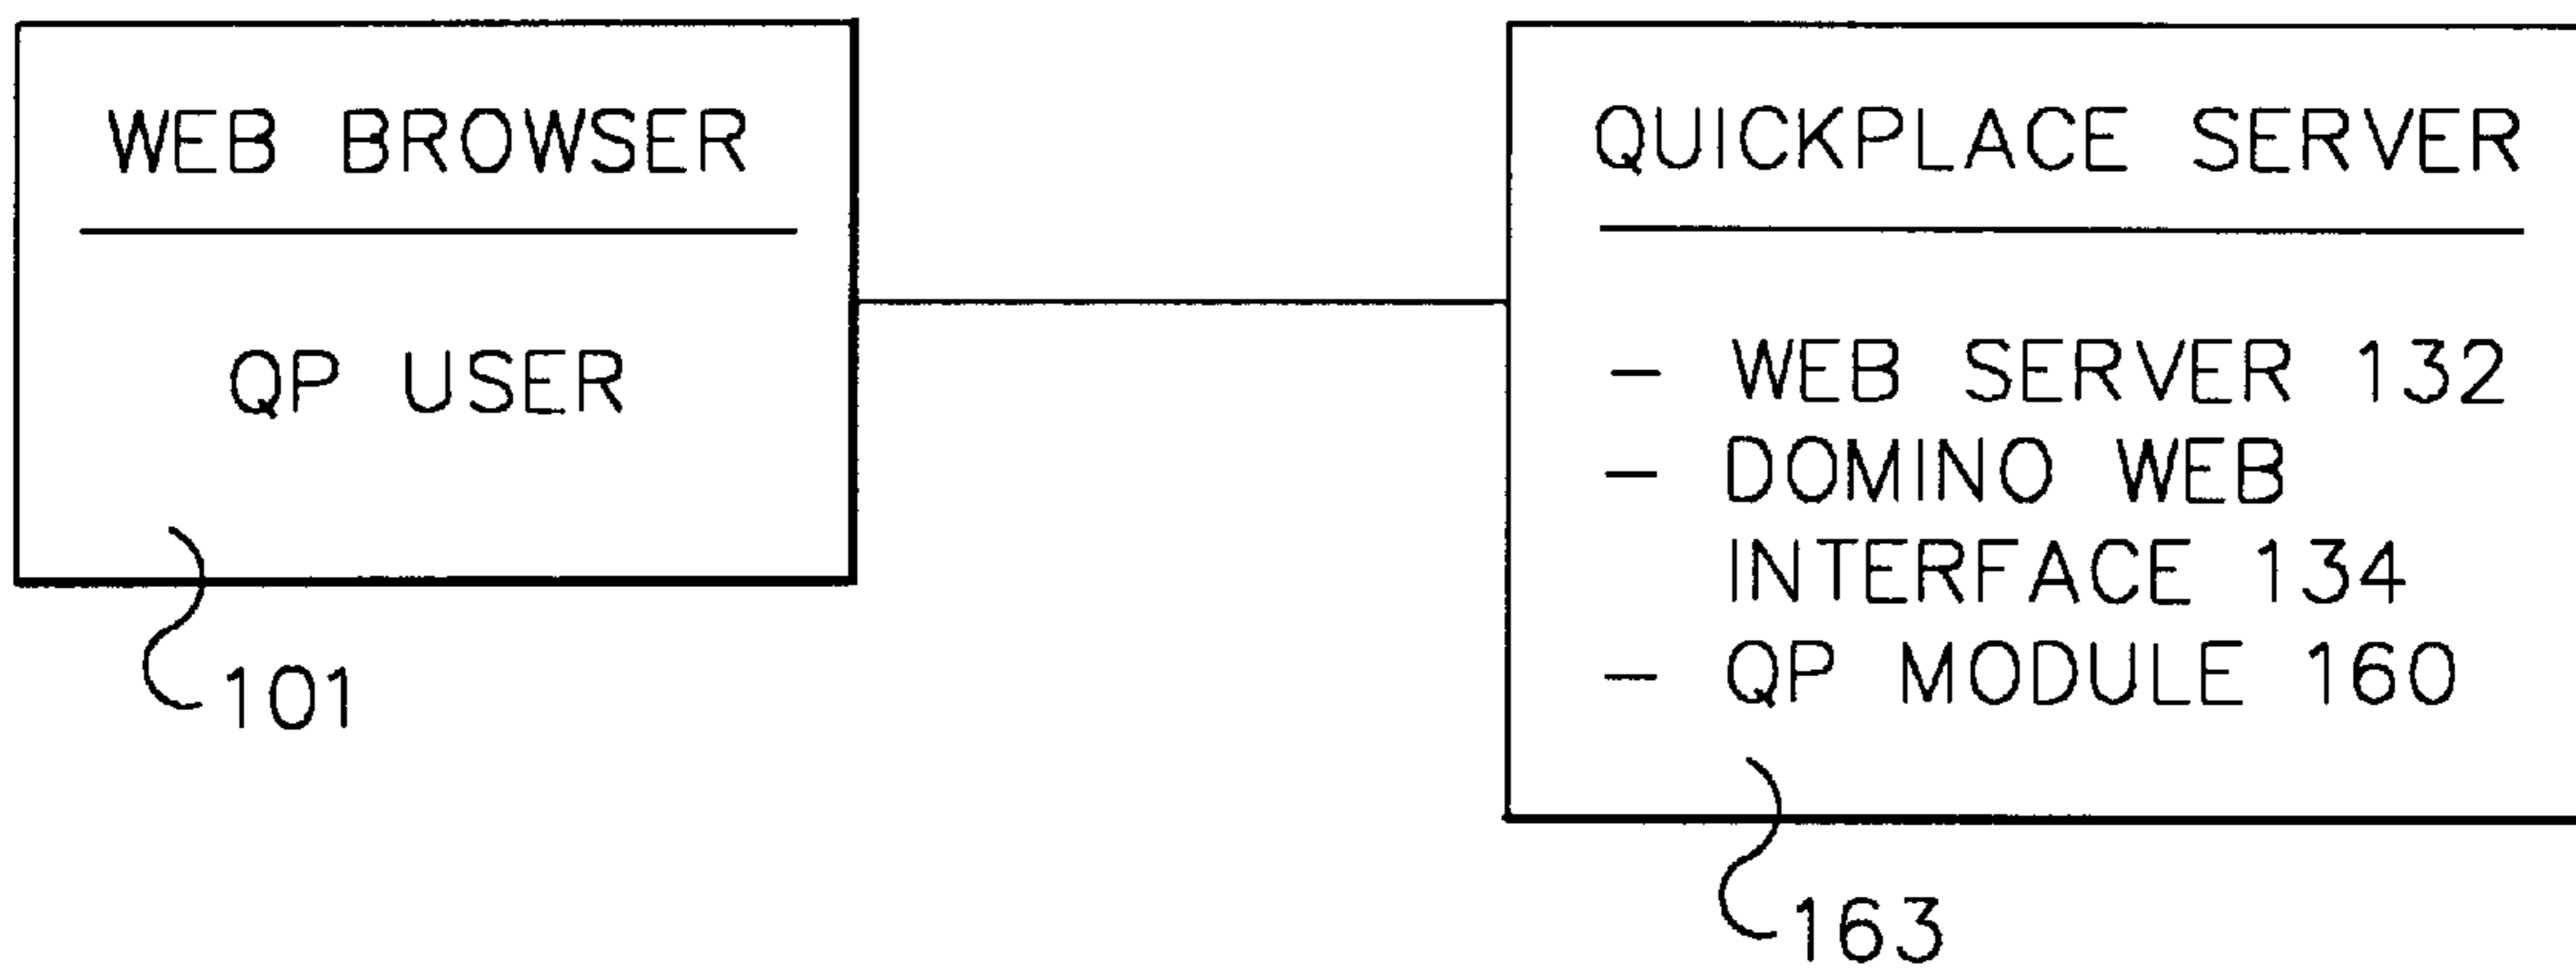 WEB BROWSER
QP USER
101
QUICKPLACE SERVER
- WEB SERVER 132
- DOMINO WEB
INTERFACE 134
- QP MODULE 160
163